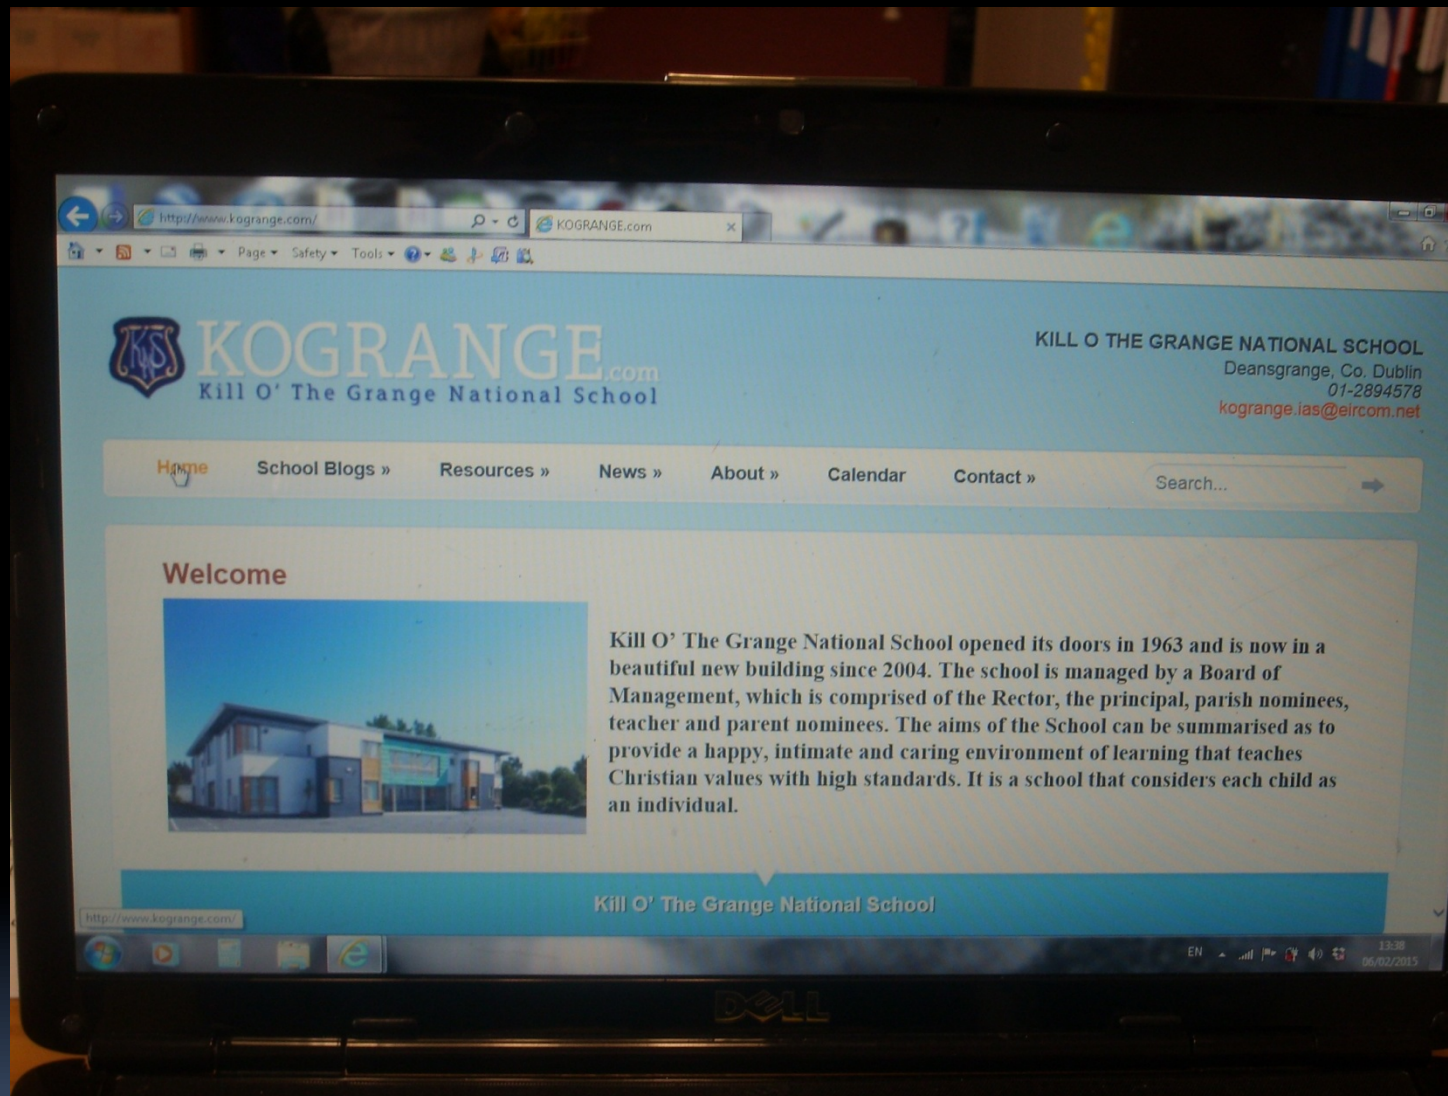 http://www.kogrange.com/
KOGRANGE.com
Page
Safety
Tools
KNS
KOGRANGE.com
Kill O' The Grange National School
KILL O THE GRANGE NATIONAL SCHOOL
Deansgrange, Co. Dublin
01-2894578
kogrange.ias@eircom.net
Home School Blogs » Resources » News » About » Calendar Contact » Search...
Welcome
Kill O' The Grange National School opened its doors in 1963 and is now in a
beautiful new building since 2004. The school is managed by a Board of
Management, which is comprised of the Rector, the principal, parish nominees,
teacher and parent nominees. The aims of the School can be summarised as to
provide a happy, intimate and caring environment of learning that teaches
Christian values with high standards. It is a school that considers each child as
an individual.
Kill O' The Grange National School
http://www.kogrange.com/
EN
13:38
06/02/2015
DELL